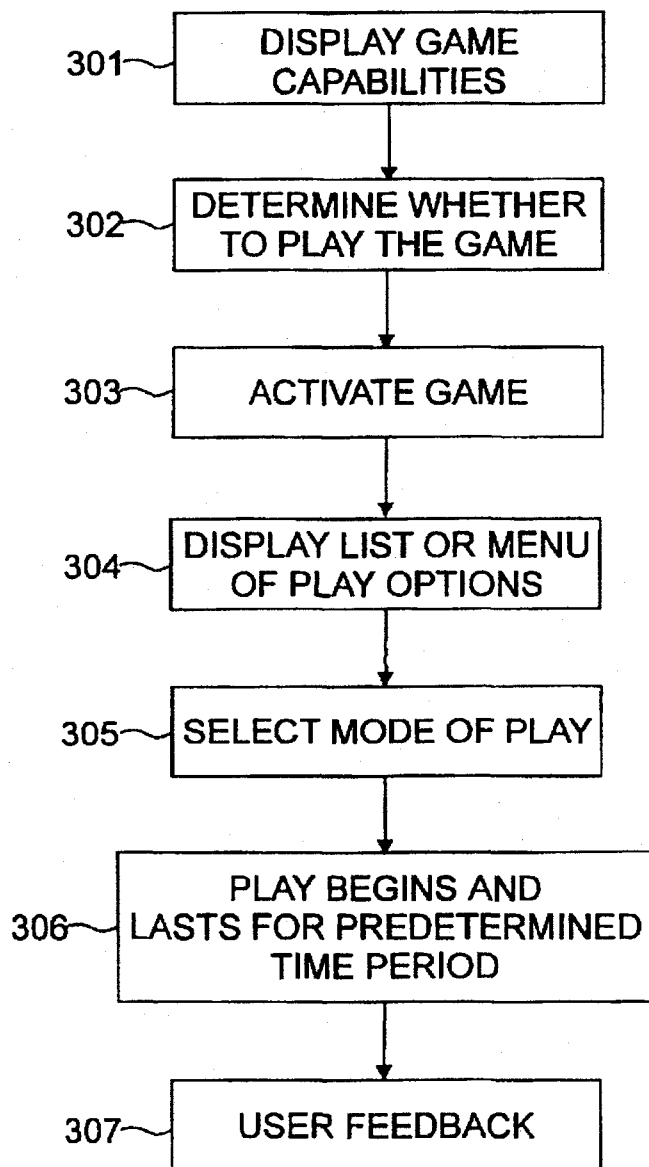 301
DISPLAY GAME
CAPABILITIES
302
DETERMINE WHETHER
TO PLAY THE GAME
303
ACTIVATE GAME
304
DISPLAY LIST OR MENU
OF PLAY OPTIONS
305
SELECT MODE OF PLAY
306
PLAY BEGINS AND
LASTS FOR PREDETERMINED
TIME PERIOD
307
USER FEEDBACK